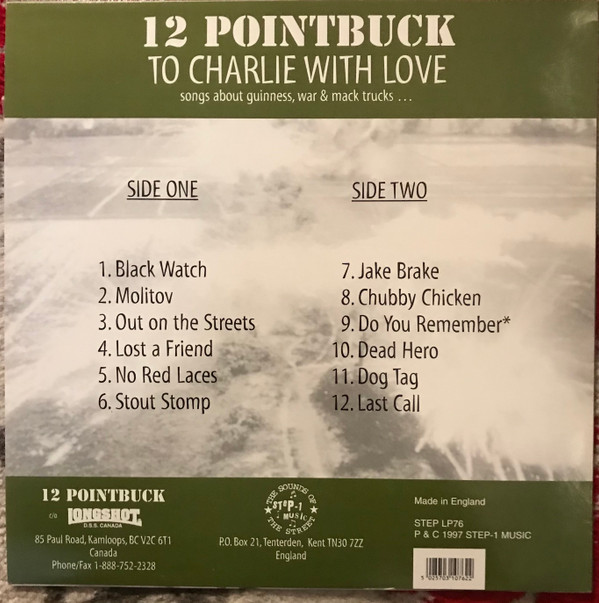 12 POINTBUCK
TO CHARLIE WITH LOVE
songs about guinness, war & mack trucks ...
SIDE ONE
1. Black Watch
2. Molitov
3. Out on the Streets
4. Lost a Friend
5. No Red Laces
6. Stout Stomp
SIDE TWO
7. Jake Brake
8. Chubby Chicken
9. Do You Remember*
10. Dead Hero
11. Dog Tag
12. Last Call
12 POINTBUCK
c/o LONGSHOT
D.S.S. CANADA
85 Paul Road, Kamloops, BC V2C 6T1
Canada
Phone/Fax 1-888-752-2328
THE SOUNDS OF
STEP-1
MUSIC
THE STREET
P.O. Box 21, Tenterden, Kent TN30 7ZZ
England
Made in England
STEP LP76
P & C 1997 STEP-1 MUSIC
5 025703 107622